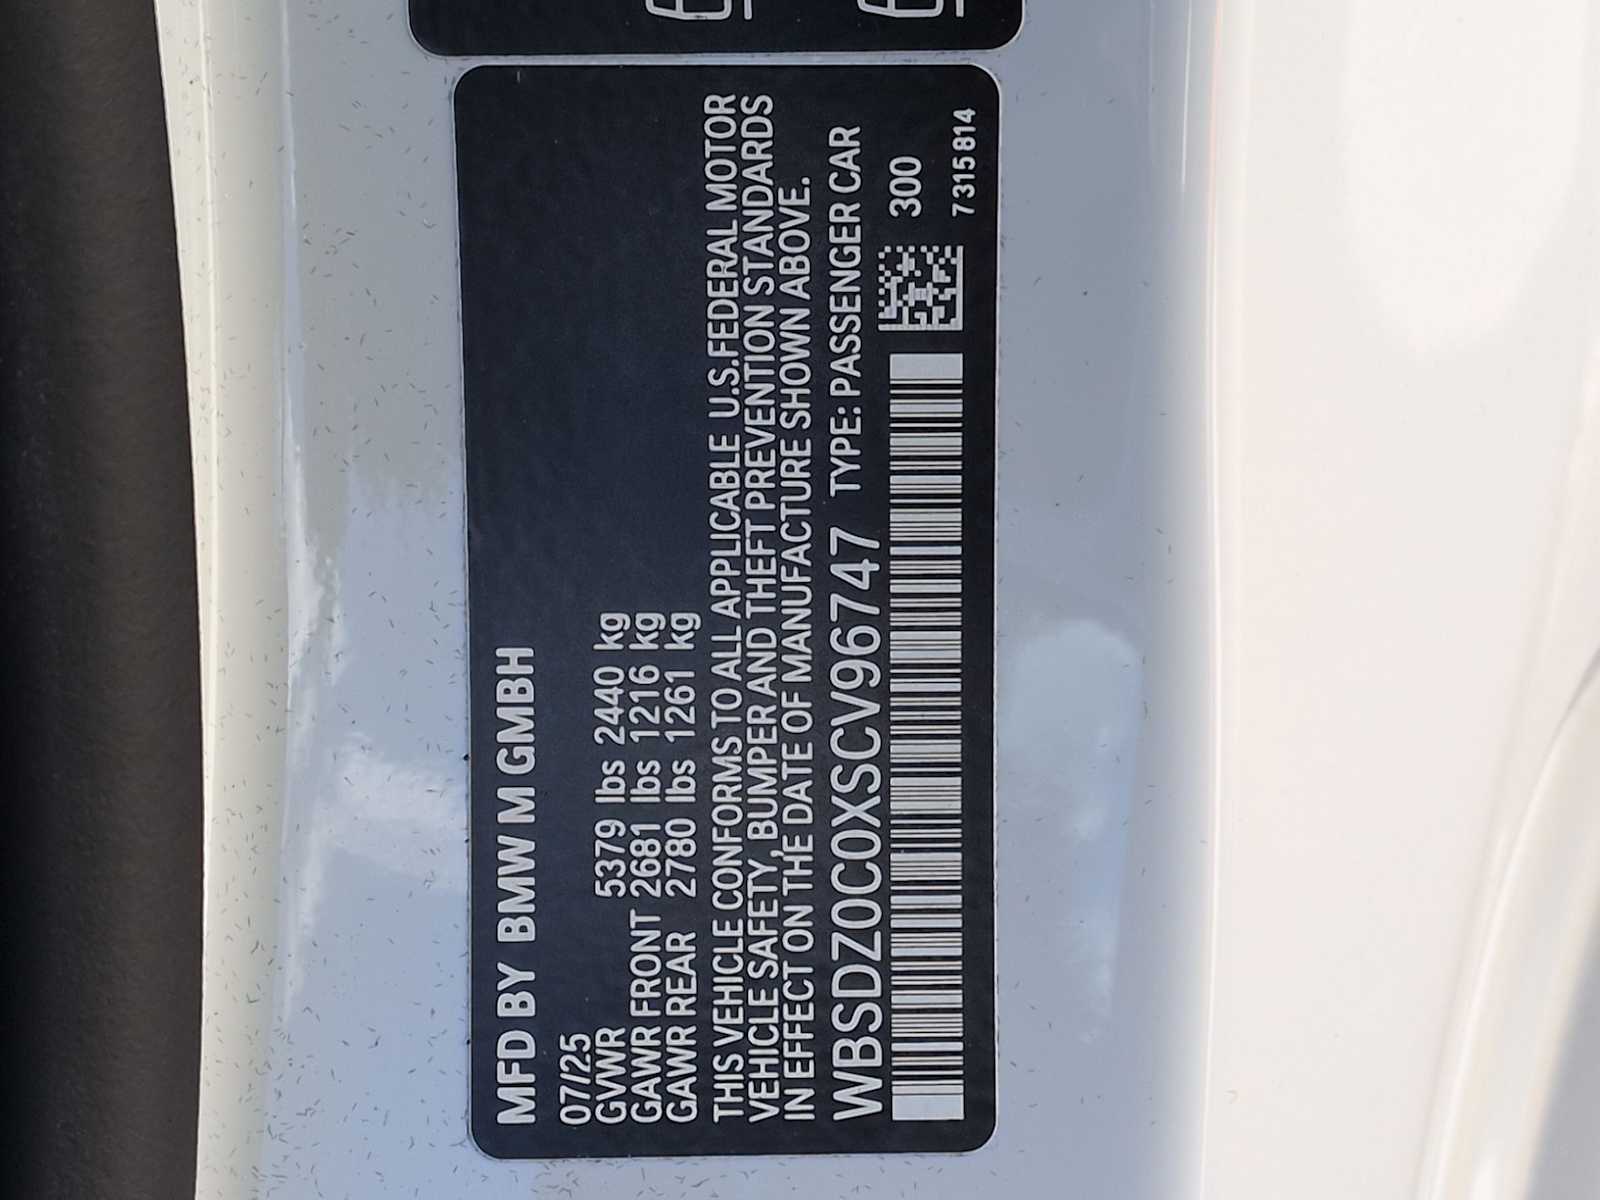 MFD BY BMW M GMBH
07/25
GVWR 5379 lbs 2440 kg
GAWR FRONT 2681 lbs 1216 kg
GAWR REAR 2780 lbs 1261 kg
THIS VEHICLE CONFORMS TO ALL APPLICABLE U.S.FEDERAL MOTOR
VEHICLE SAFETY, BUMPER AND THEFT PREVENTION STANDARDS
IN EFFECT ON THE DATE OF MANUFACTURE SHOWN ABOVE.
WBSDZ0C0XSCV96747 TYPE: PASSENGER CAR
300
7315814